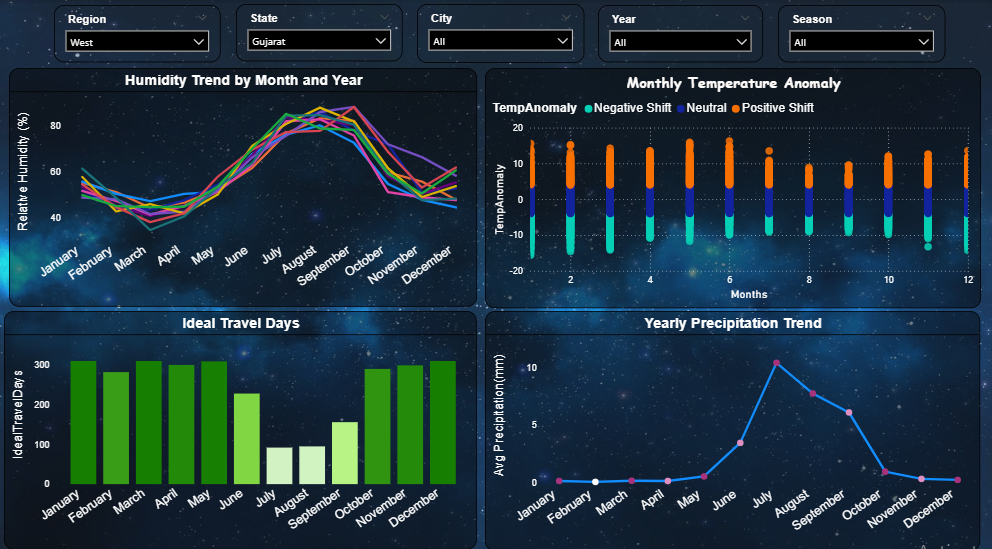 Region
State
City
Year
Season
West
Gujarat
All
All
All
Humidity Trend by Month and Year
Relative Humidity (%)
80
60
40
January
February
March
April
May
June
July
August
September
October
November
December
Monthly Temperature Anomaly
TempAnomaly Negative Shift Neutral Positive Shift
TempAnomaly
20
10
0
-10
-20
2
4
6
8
10
12
Months
Ideal Travel Days
IdealTravelDays
300
200
100
0
January
February
March
April
May
June
July
August
September
October
November
December
Yearly Precipitation Trend
Avg Precipitation(mm)
10
5
0
January
February
March
April
May
June
July
August
September
October
November
December